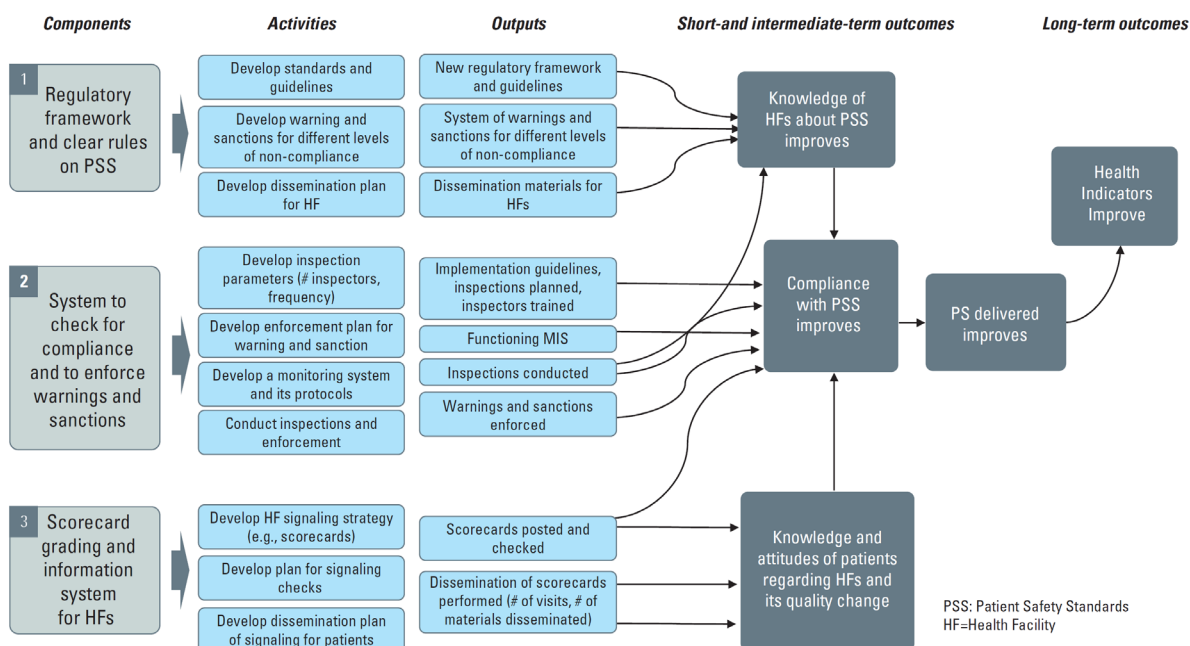 Components
Activities
Outputs
Short-and intermediate-term outcomes
Long-term outcomes
1
Regulatory
framework
and clear rules
on PSS
Develop standards and
guidelines
Develop warning and
sanctions for different levels
of non-compliance
Develop dissemination plan
for HF
New regulatory framework
and guidelines
System of warnings and
sanctions for different levels
of non-compliance
Dissemination materials for
HFs
Knowledge of
HFs about PSS
improves
Health
Indicators
Improve
2
System to
check for
compliance
and to enforce
warnings and
sanctions
Develop inspection
parameters (# inspectors,
frequency)
Develop enforcement plan for
warning and sanction
Develop a monitoring system
and its protocols
Conduct inspections and
enforcement
Implementation guidelines,
inspections planned,
inspectors trained
Functioning MIS
Inspections conducted
Warnings and sanctions
enforced
Compliance
with PSS
improves
PS delivered
improves
3
Scorecard
grading and
information
system
for HFs
Develop HF signaling strategy
(e.g., scorecards)
Develop plan for signaling
checks
Develop dissemination plan
of signaling for patients
Scorecards posted and
checked
Dissemination of scorecards
performed (# of visits, # of
materials disseminated)
Knowledge and
attitudes of patients
regarding HFs and
its quality change
PSS: Patient Safety Standards
HF=Health Facility